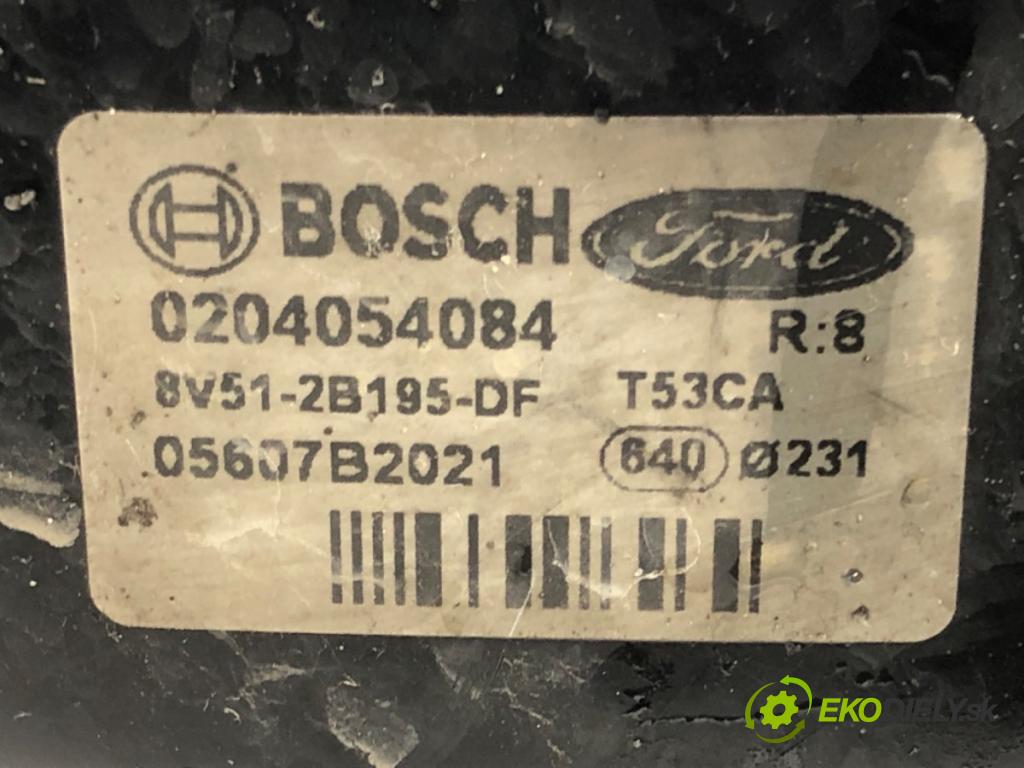 BOSCH Ford
0204054084 R:8
8V51-2B195-DF T53CA
05607B2021 640 Ø231
EKODIELY.sk